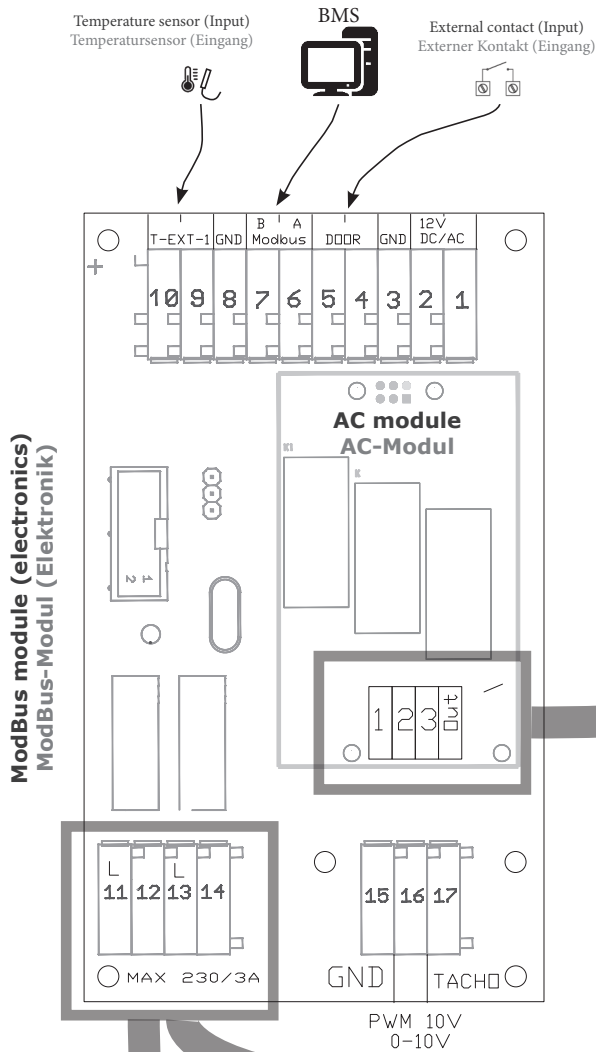 Temperature sensor (Input)
Temperatursensor (Eingang)
BMS
External contact (Input)
Externer Kontakt (Eingang)
T-EXT-1
GND
B A
Modbus
DOOR
GND
12V
DC/AC
+
10 9 8 7 6 5 4 3 2 1
AC module
AC-Modul
K1
K
ModBus module (electronics)
ModBus-Modul (Elektronik)
1
2
1 2 3 Out
L L
11 12 13 14
15 16 17
MAX 230/3A
GND
TACHO
PWM 10V
0-10V